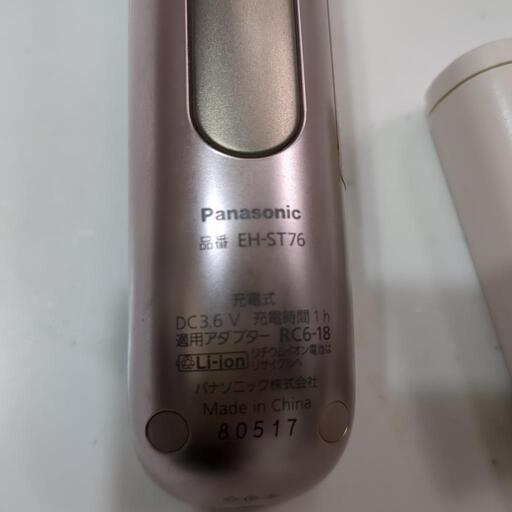 Panasonic
品番 EH-ST76
充電式
DC3.6V 充電時間1h
適用アダプター RC6-18
Li-ion リチウムイオン電池は
リサイクルへ
パナソニック株式会社
Made in China
80517